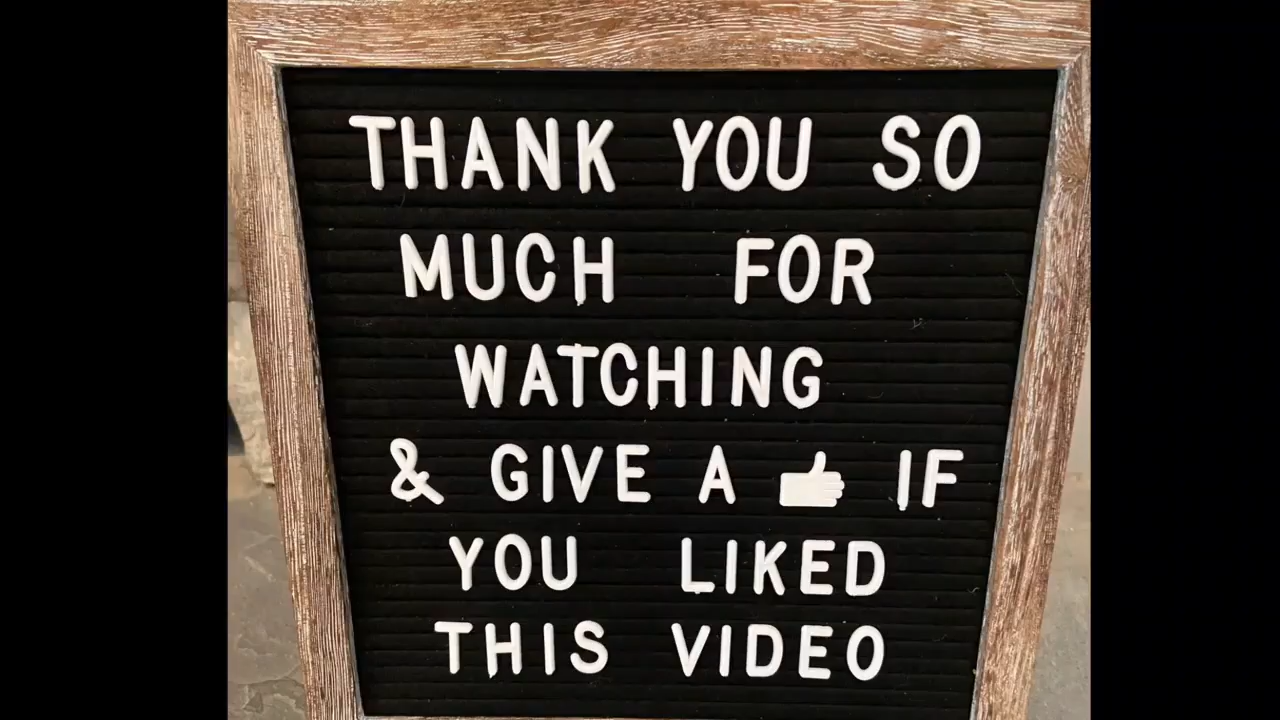 THANK YOU SO
MUCH FOR
WATCHING
& GIVE A 👍 IF
YOU LIKED
THIS VIDEO